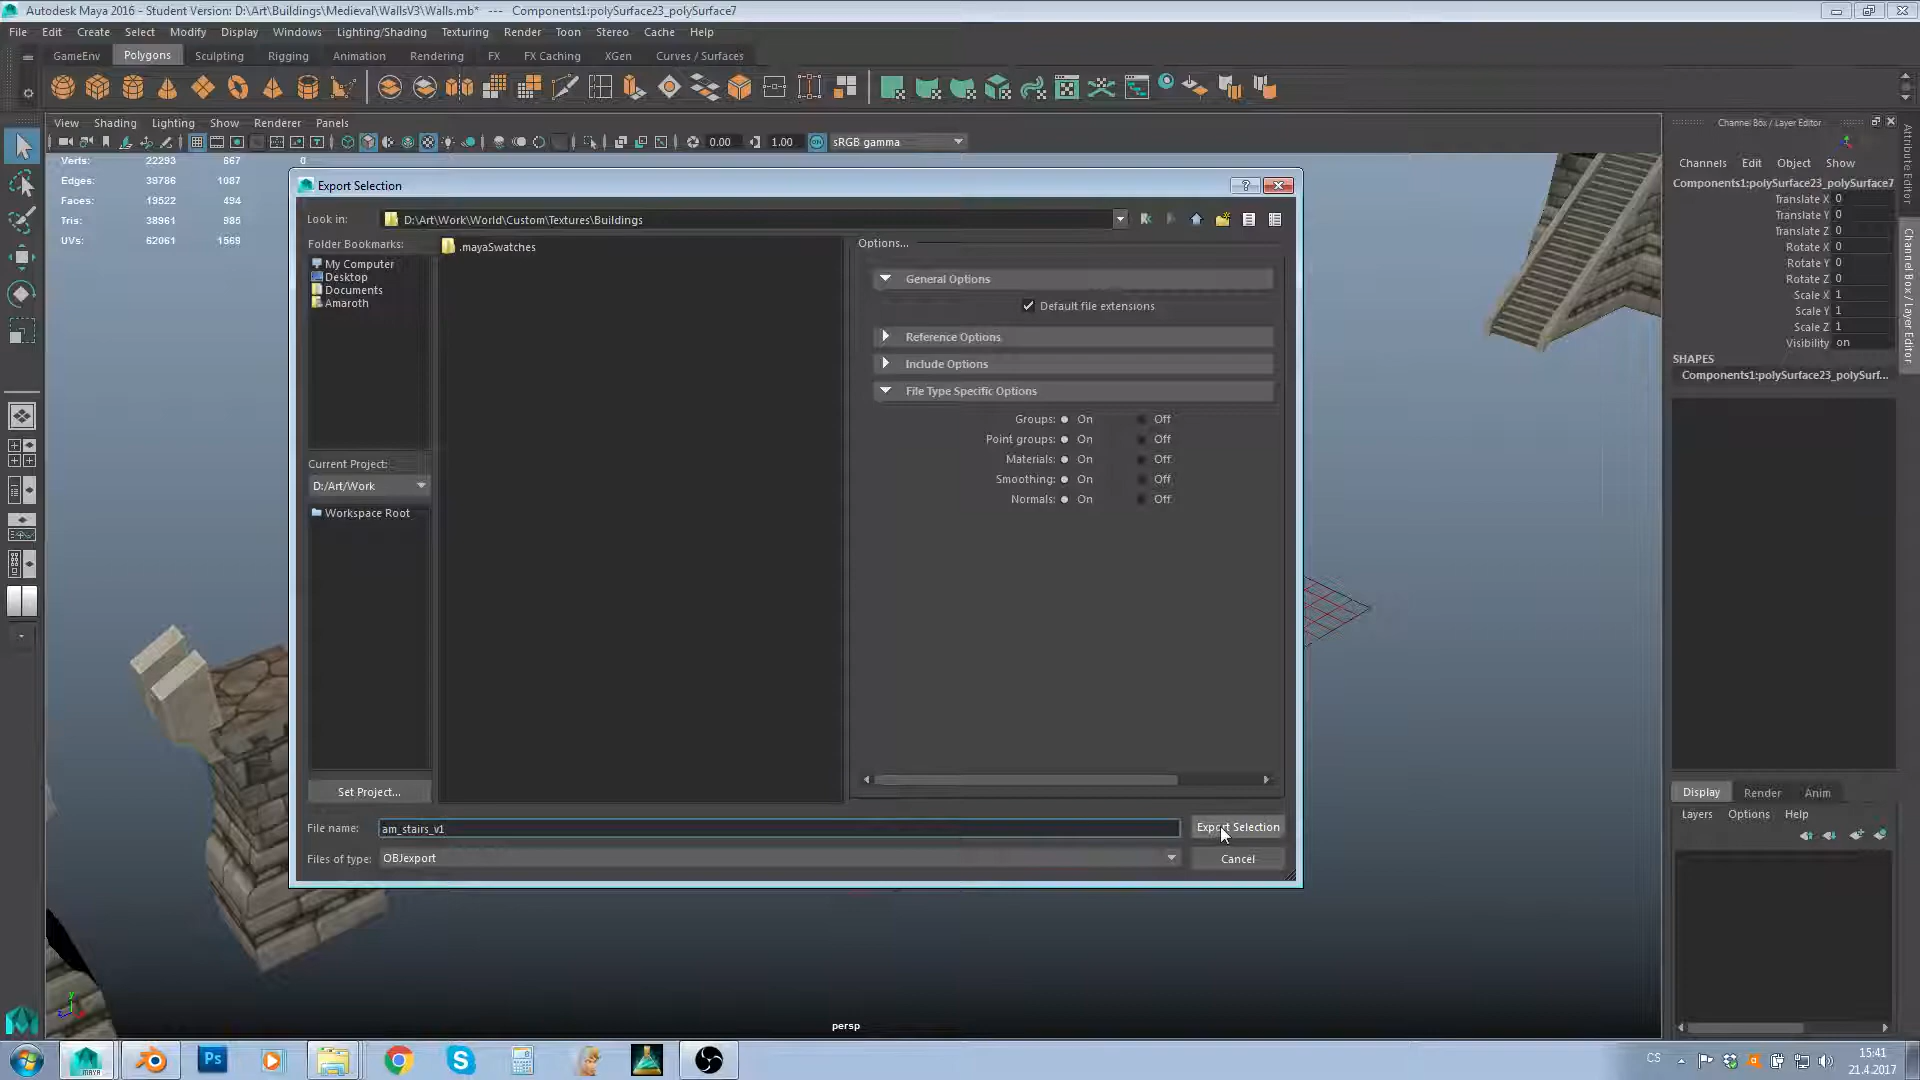 Autodesk Maya 2016 - Student Version: D:\Art\Buildings\Medieval\WallsV3\Walls.mb* --- Components1:polySurface23_polySurface7
File Edit Create Select Modify Display Windows Lighting/Shading Texturing Render Toon Stereo Cache Help
GameEnv Polygons Sculpting Rigging Animation Rendering FX FX Caching XGen Curves / Surfaces
View Shading Lighting Show Renderer Panels
0.00 1.00 sRGB gamma
Verts: 22293 667 0
Edges: 39786 1087
Faces: 19522 494
Tris: 38961 985
UVs: 62061 1569
Export Selection
Look in: D:\Art\Work\World\Custom\Textures\Buildings
Folder Bookmarks:
My Computer
Desktop
Documents
Amaroth
.mayaSwatches
Current Project:
D:/Art/Work
Workspace Root
Set Project...
Options...
General Options
Default file extensions
Reference Options
Include Options
File Type Specific Options
Groups: On Off
Point groups: On Off
Materials: On Off
Smoothing: On Off
Normals: On Off
File name: am_stairs_v1 Export Selection
Files of type: OBJexport Cancel
persp
Channel Box / Layer Editor
Channels Edit Object Show
Components1:polySurface23_polySurface7
Translate X 0
Translate Y 0
Translate Z 0
Rotate X 0
Rotate Y 0
Rotate Z 0
Scale X 1
Scale Y 1
Scale Z 1
Visibility on
SHAPES
Components1:polySurface23_polySurf...
Display Render Anim
Layers Options Help
Attribute Editor
Channel Box / Layer Editor
MAYA
Ps
CS
15:41
21.4.2017